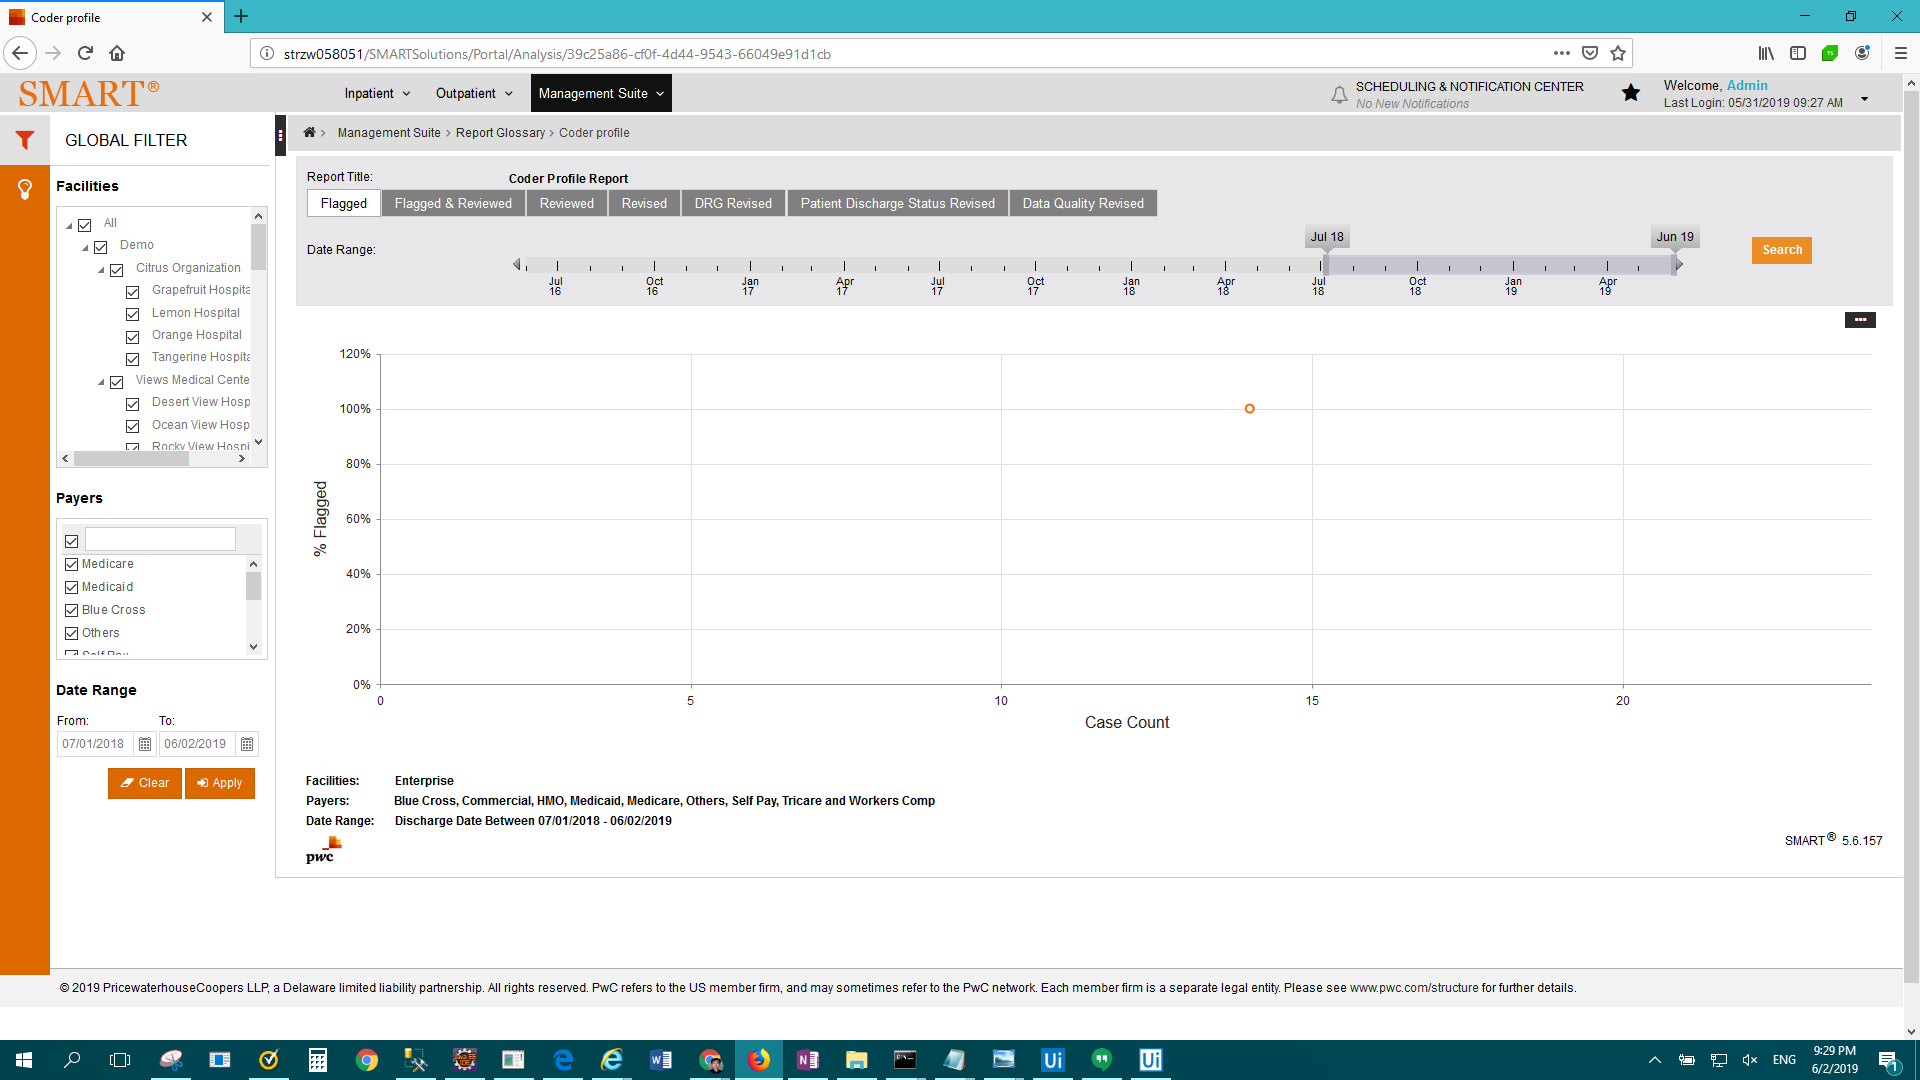 Coder profile
strzw058051/SMARTSolutions/Portal/Analysis/39c25a86-cf0f-4d44-9543-66049e91d1cb
SMART®
Inpatient
Outpatient
Management Suite
SCHEDULING & NOTIFICATION CENTER
No New Notifications
Welcome, Admin
Last Login: 05/31/2019 09:27 AM
GLOBAL FILTER
Management Suite > Report Glossary > Coder profile
Facilities
All
Demo
Citrus Organization
Grapefruit Hospita
Lemon Hospital
Orange Hospital
Tangerine Hospita
Views Medical Cente
Desert View Hosp
Ocean View Hosp
Rocky View Hospi
Payers
Medicare
Medicaid
Blue Cross
Others
Self Pay
Date Range
From: To:
07/01/2018 06/02/2019
Clear Apply
Report Title: Coder Profile Report
Flagged Flagged & Reviewed Reviewed Revised DRG Revised Patient Discharge Status Revised Data Quality Revised
Date Range:
Jul 18 Jun 19
Search
Jul 16 Oct 16 Jan 17 Apr 17 Jul 17 Oct 17 Jan 18 Apr 18 Jul 18 Oct 18 Jan 19 Apr 19
120%
100%
80%
60%
40%
20%
0%
% Flagged
0 5 10 15 20
Case Count
Facilities: Enterprise
Payers: Blue Cross, Commercial, HMO, Medicaid, Medicare, Others, Self Pay, Tricare and Workers Comp
Date Range: Discharge Date Between 07/01/2018 - 06/02/2019
pwc
SMART® 5.6.157
© 2019 PricewaterhouseCoopers LLP, a Delaware limited liability partnership. All rights reserved. PwC refers to the US member firm, and may sometimes refer to the PwC network. Each member firm is a separate legal entity. Please see www.pwc.com/structure for further details.
ENG
9:29 PM
6/2/2019
1